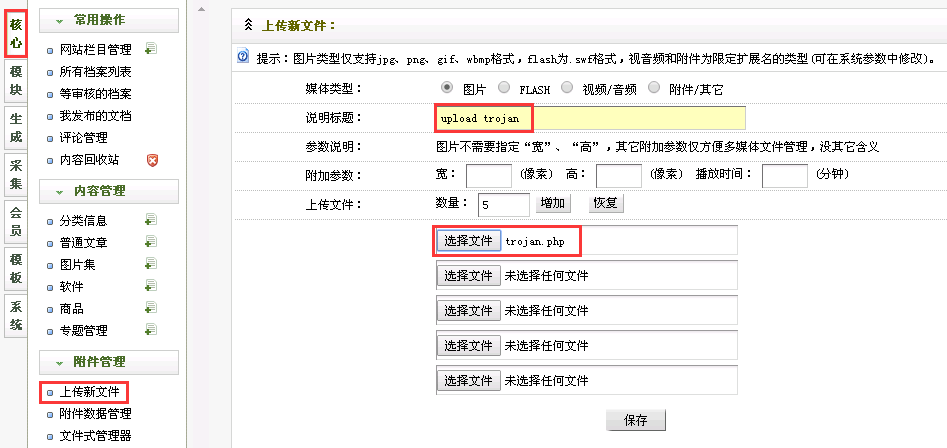 核心
模块
生成
采集
会员
模板
系统
常用操作
网站栏目管理
所有档案列表
等审核的档案
我发布的文档
评论管理
内容回收站
内容管理
分类信息
普通文章
图片集
软件
商品
专题管理
附件管理
上传新文件
附件数据管理
文件式管理器
上传新文件：
提示：图片类型仅支持jpg、png、gif、wbmp格式，flash为.swf格式，视音频和附件为限定扩展名的类型(可在系统参数中修改)。
媒体类型： 图片 FLASH 视频/音频 附件/其它
说明标题： upload trojan
参数说明： 图片不需要指定“宽”、“高”，其它附加参数仅方便多媒体文件管理，没其它含义
附加参数： 宽： (像素) 高： (像素) 播放时间： (分钟)
上传文件： 数量： 5 增加 恢复
选择文件 trojan.php
选择文件 未选择任何文件
选择文件 未选择任何文件
选择文件 未选择任何文件
选择文件 未选择任何文件
保存